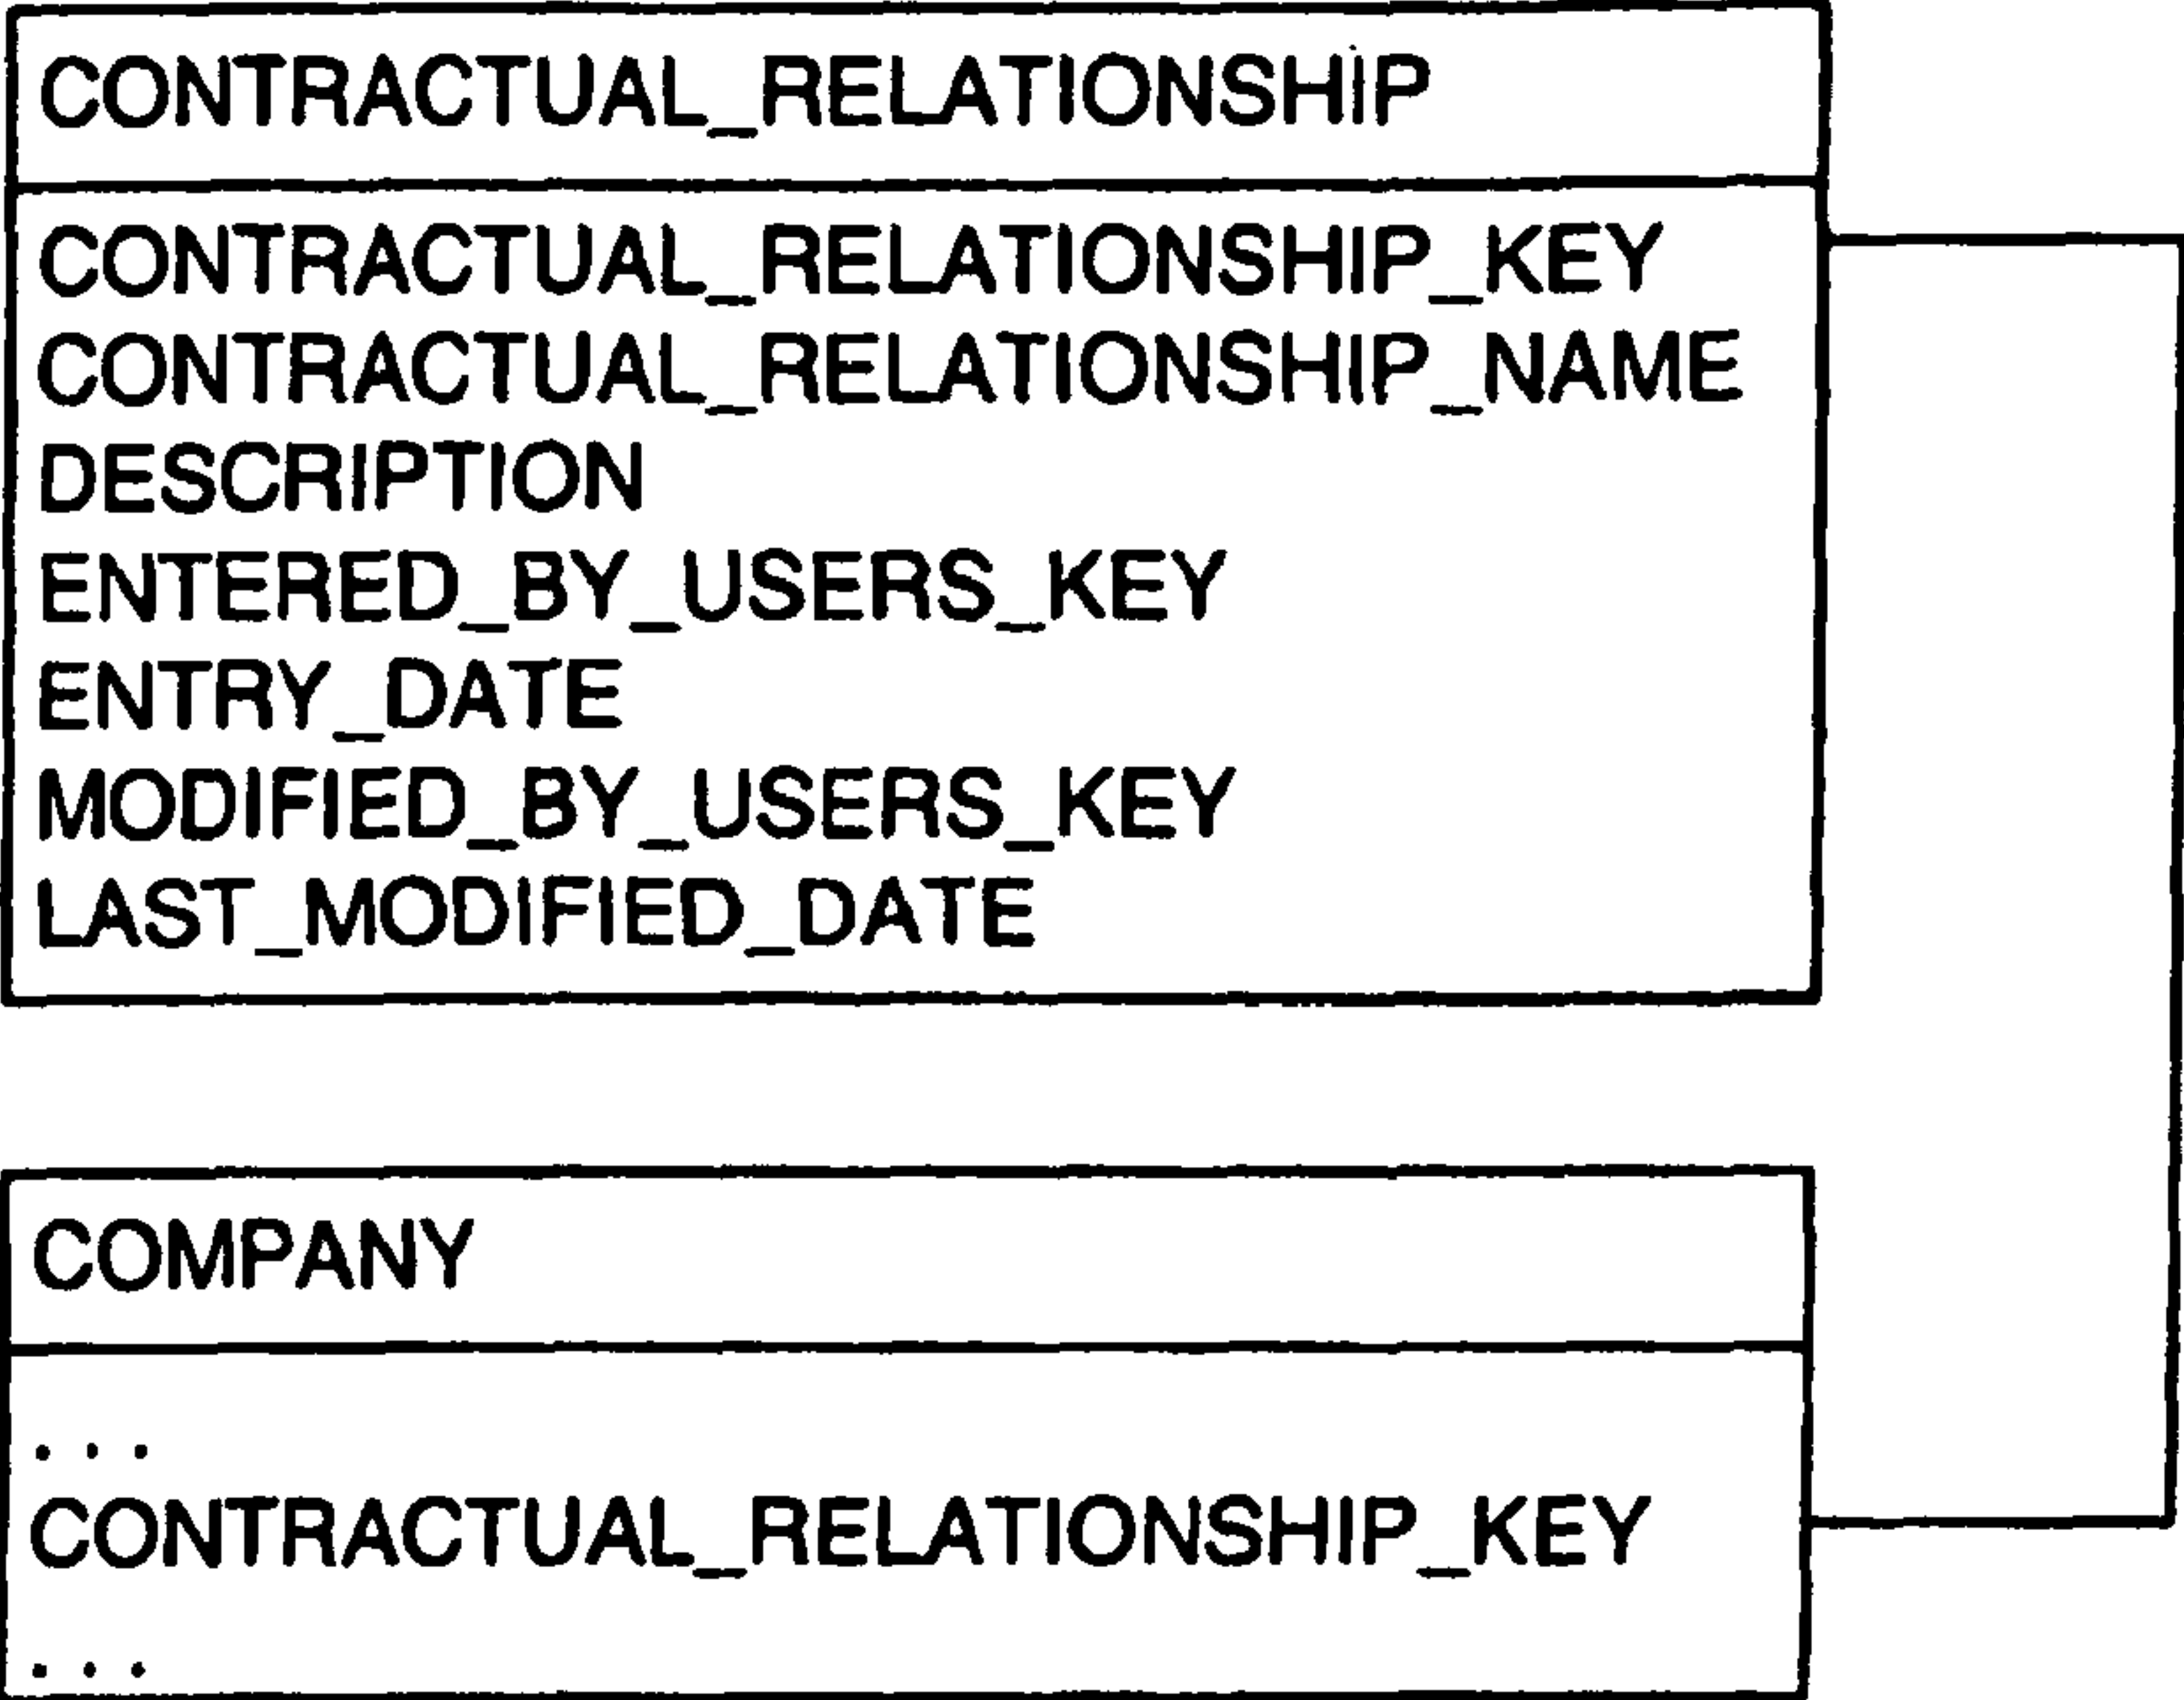 CONTRACTUAL_RELATIONSHIP
CONTRACTUAL_RELATIONSHIP_KEY
CONTRACTUAL_RELATIONSHIP_NAME
DESCRIPTION
ENTERED_BY_USERS_KEY
ENTRY_DATE
MODIFIED_BY_USERS_KEY
LAST_MODIFIED_DATE
COMPANY
. . .
CONTRACTUAL_RELATIONSHIP_KEY
. . .